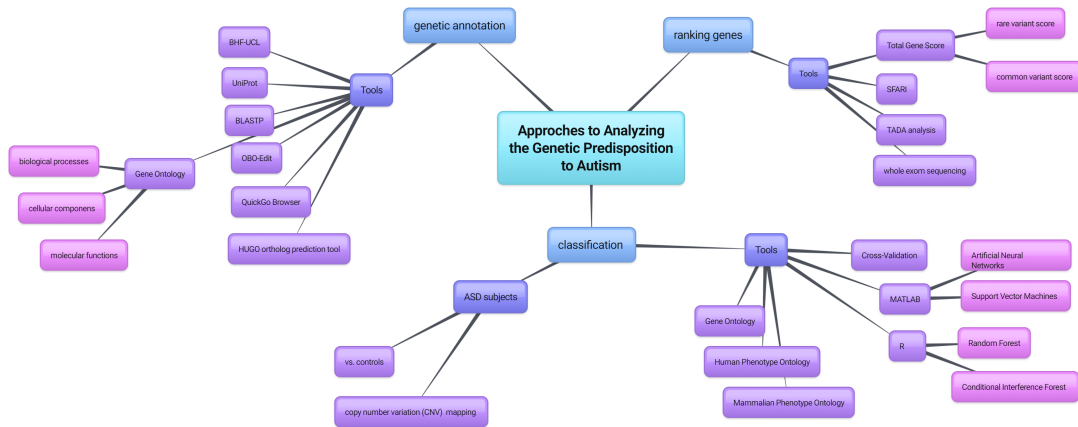 genetic annotation
Tools
BHF-UCL
UniProt
BLASTP
OBO-Edit
QuickGo Browser
HUGO ortholog prediction tool
Gene Ontology
biological processes
cellular componens
molecular functions
ranking genes
Tools
Total Gene Score
rare variant score
common variant score
SFARI
TADA analysis
whole exom sequencing
Approches to Analyzing
the Genetic Predisposition
to Autism
classification
ASD subjects
vs. controls
copy number variation (CNV) mapping
Tools
Cross-Validation
MATLAB
Artificial Neural
Networks
Support Vector Machines
R
Random Forest
Conditional Interference Forest
Gene Ontology
Human Phenotype Ontology
Mammalian Phenotype Ontology